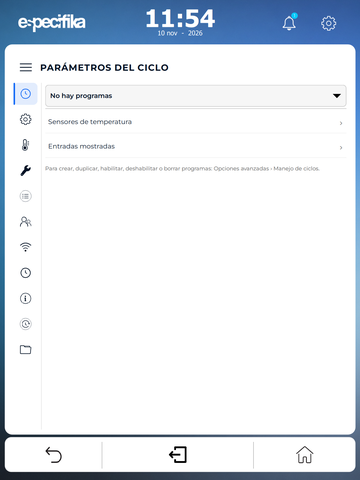 e-pecifika
11:54
10 nov - 2026
PARÁMETROS DEL CICLO
No hay programas
Sensores de temperatura
Entradas mostradas
Para crear, duplicar, habilitar, deshabilitar o borrar programas: Opciones avanzadas › Manejo de ciclos.